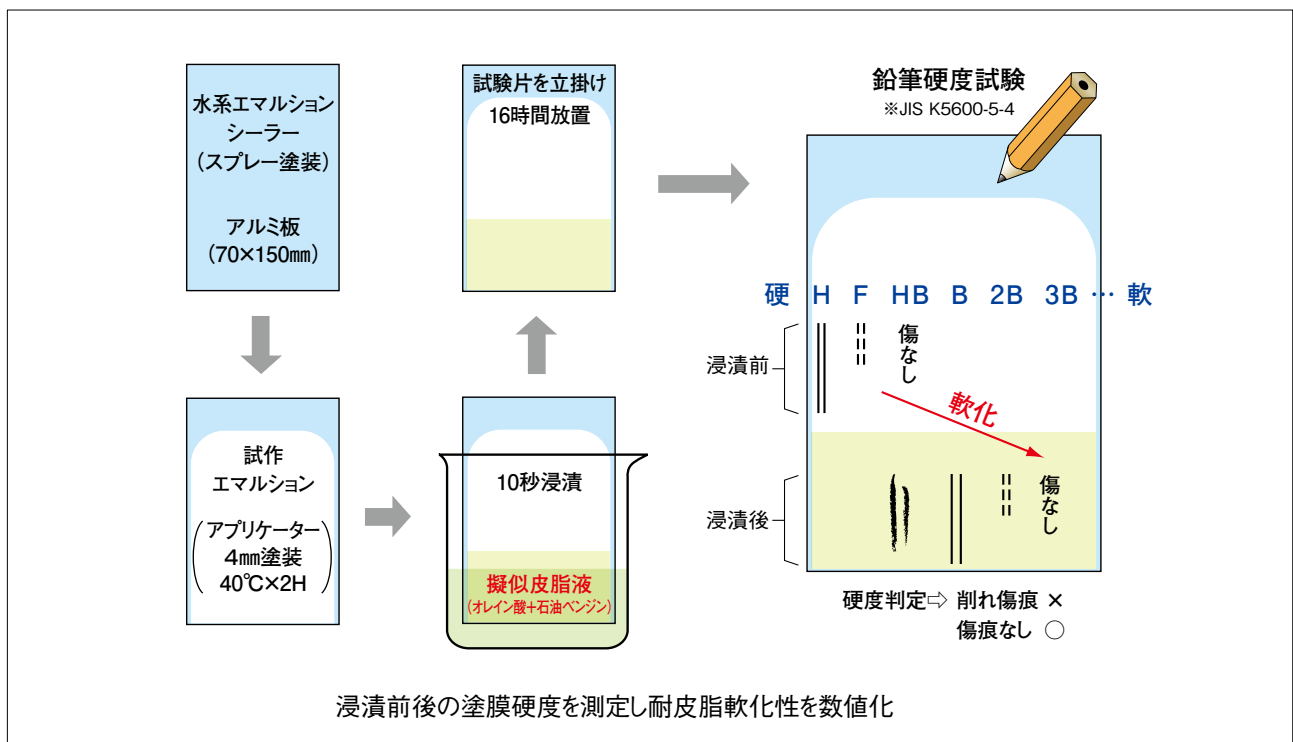 水系エマルション
シーラー
(スプレー塗装)
アルミ板
(70×150㎜)
試作
エマルション
アプリケーター
4㎜塗装
40℃×2H
10秒浸漬
擬似皮脂液
(オレイン酸+石油ベンジン)
試験片を立掛け
16時間放置
鉛筆硬度試験
※JIS K5600-5-4
硬 H F HB B 2B 3B … 軟
浸漬前
傷なし
軟化
浸漬後
傷なし
硬度判定⇨ 削れ傷痕 ×
傷痕なし ○
浸漬前後の塗膜硬度を測定し耐皮脂軟化性を数値化